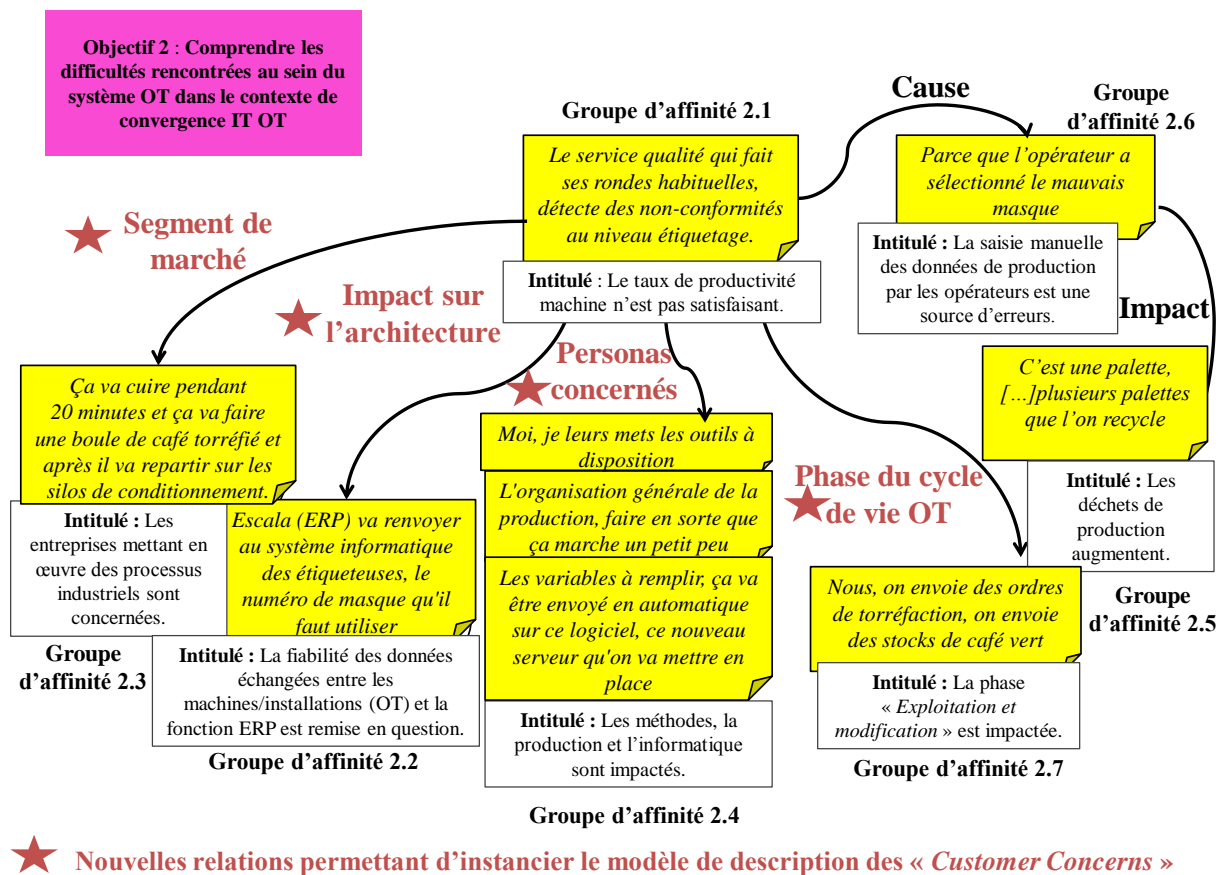 Objectif 2 : Comprendre les
difficultés rencontrées au sein du
système OT dans le contexte de
convergence IT OT
Groupe d’affinité 2.1
Le service qualité qui fait
ses rondes habituelles,
détecte des non-conformités
au niveau étiquetage.
Intitulé : Le taux de productivité
machine n’est pas satisfaisant.
Cause
Groupe
d’affinité 2.6
Parce que l’opérateur a
sélectionné le mauvais
masque
Intitulé : La saisie manuelle
des données de production
par les opérateurs est une
source d’erreurs.
Impact
C’est une palette,
[…]plusieurs palettes
que l’on recycle
Intitulé : Les
déchets de
production
augmentent.
Groupe
d’affinité 2.5
Segment de
marché
Impact sur
l’architecture
Personas
concernés
Phase du cycle
de vie OT
Ça va cuire pendant
20 minutes et ça va faire
une boule de café torréfié et
après il va repartir sur les
silos de conditionnement.
Intitulé : Les
entreprises mettant en
œuvre des processus
industriels sont
concernées.
Groupe
d’affinité 2.3
Escala (ERP) va renvoyer
au système informatique
des étiqueteuses, le
numéro de masque qu'il
faut utiliser
Intitulé : La fiabilité des données
échangées entre les
machines/installations (OT) et la
fonction ERP est remise en question.
Groupe d’affinité 2.2
Moi, je leurs mets les outils à
disposition
L'organisation générale de la
production, faire en sorte que
ça marche un petit peu
Les variables à remplir, ça va
être envoyé en automatique
sur ce logiciel, ce nouveau
serveur qu'on va mettre en
place
Intitulé : Les méthodes, la
production et l’informatique
sont impactés.
Groupe d’affinité 2.4
Nous, on envoie des ordres
de torréfaction, on envoie
des stocks de café vert
Intitulé : La phase
« Exploitation et
modification » est impactée.
Groupe d’affinité 2.7
Nouvelles relations permettant d’instancier le modèle de description des « Customer Concerns »